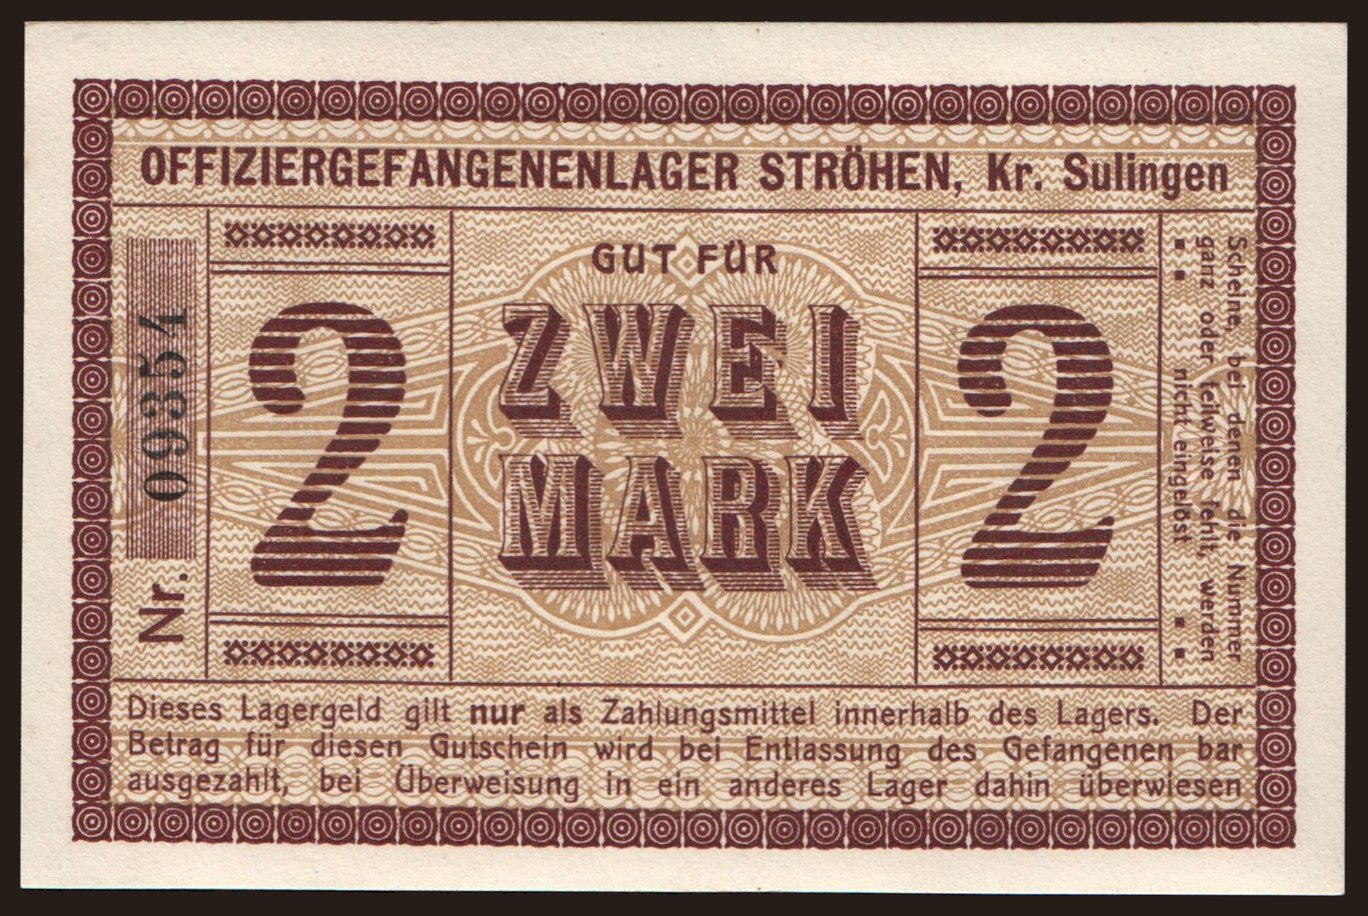 OFFIZIERGEFANGENENLAGER STRÖHEN, Kr. Sulingen
Nr. 09354
2
GUT FÜR
ZWEI
MARK
2
Scheine, bei denen die Nummer
ganz oder teilweise fehlt, werden
nicht eingelöst
Dieses Lagergeld gilt nur als Zahlungsmittel innerhalb des Lagers. Der
Betrag für diesen Gutschein wird bei Entlassung des Gefangenen bar
ausgezahlt, bei Überweisung in ein anderes Lager dahin überwiesen